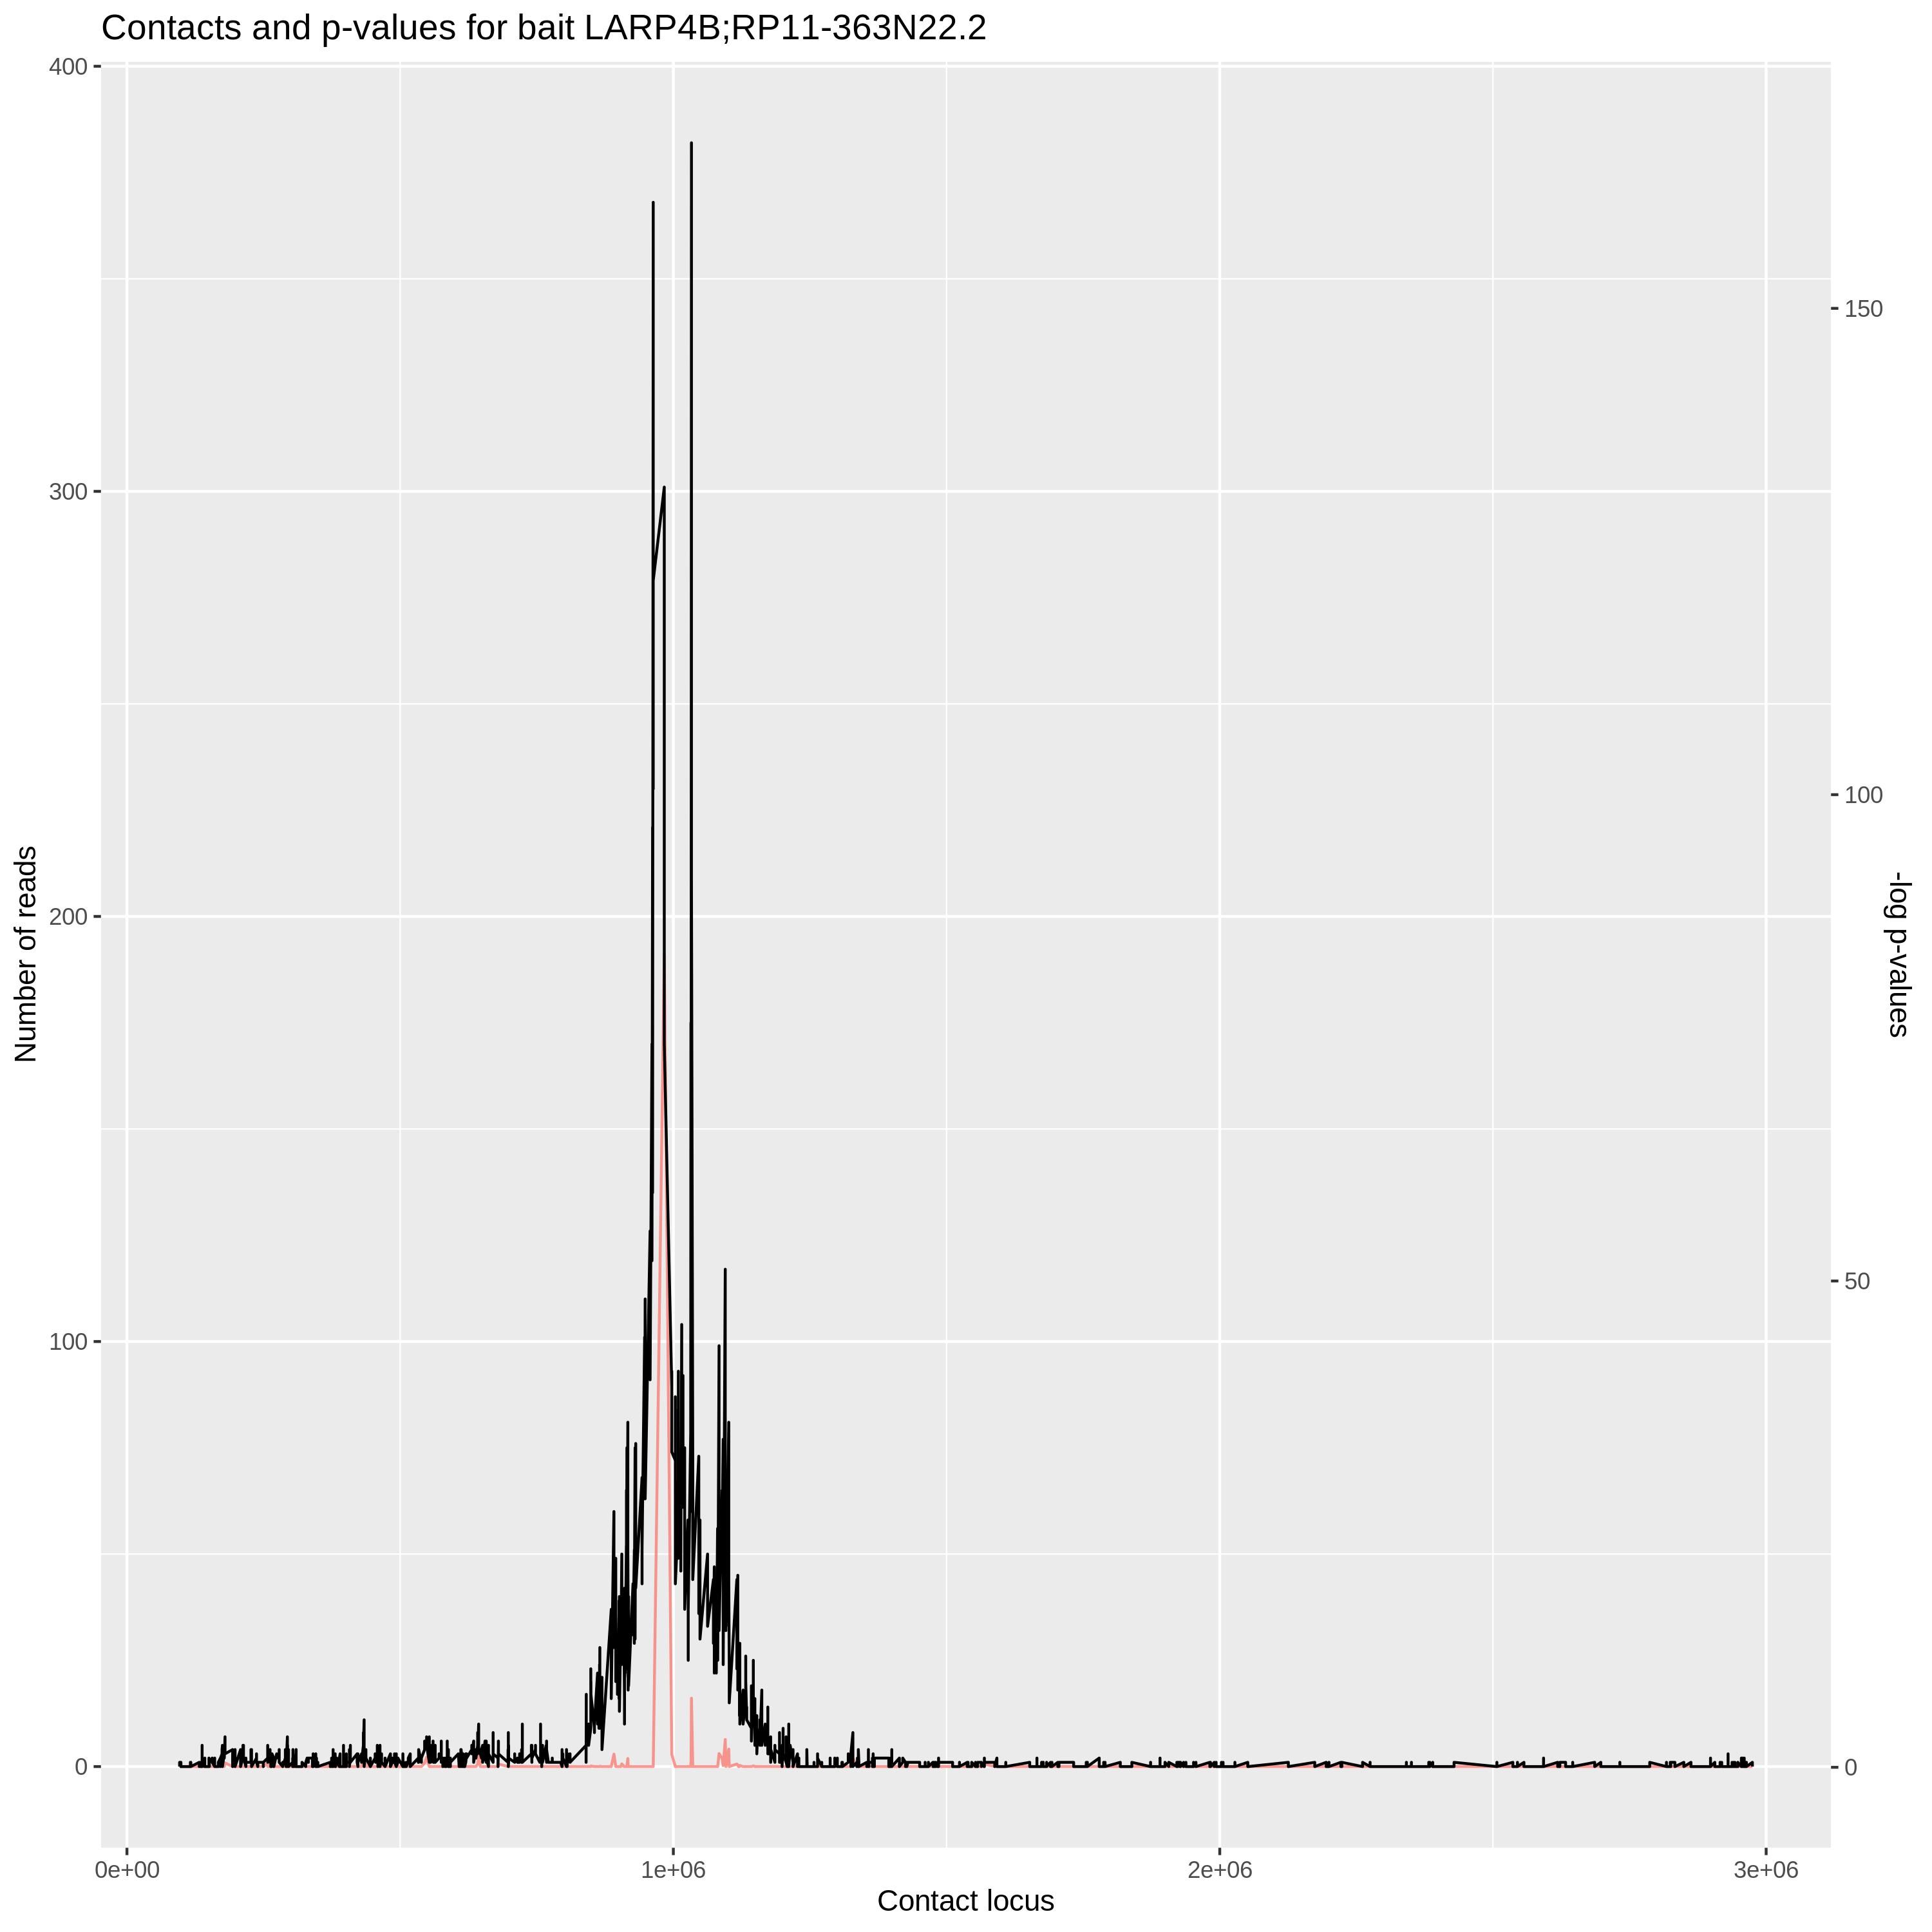 Contacts and p-values for bait LARP4B;RP11-363N22.2
400
300
200
100
0
Number of reads
150
100
50
0
-log p-values
0e+00
1e+06
2e+06
3e+06
Contact locus